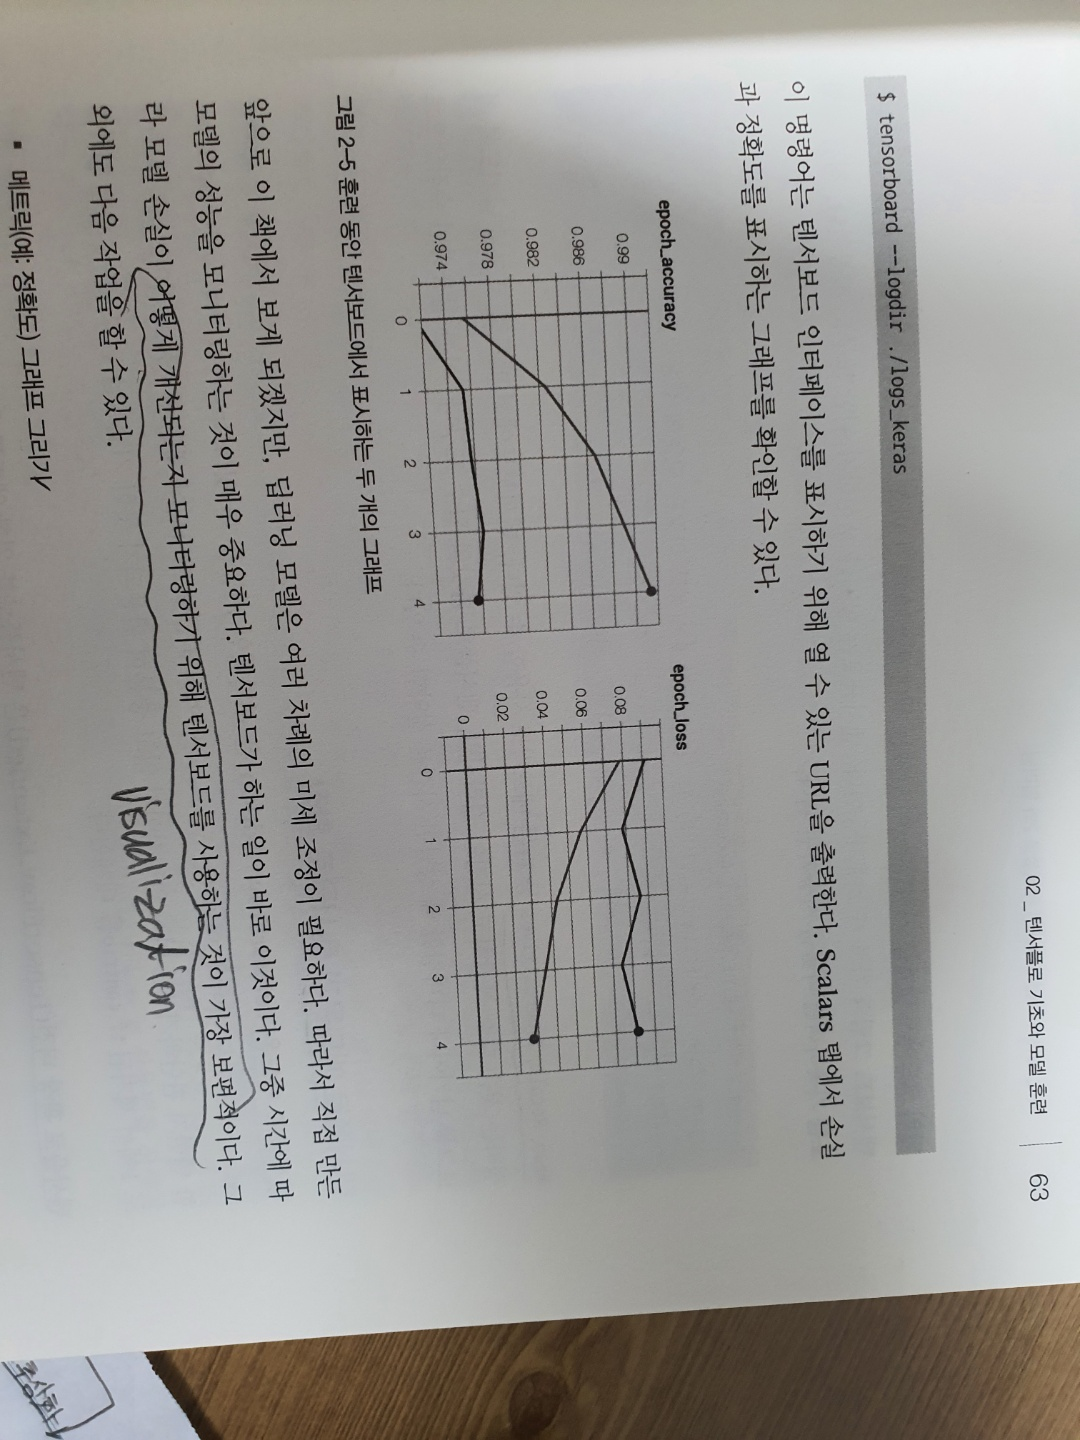 02 _ 텐서플로 기초와 모델 훈련 63
$ tensorboard --logdir ./logs_keras
이 명령어는 텐서보드 인터페이스를 표시하기 위해 열 수 있는 URL을 출력한다. Scalars 탭에서 손실
과 정확도를 표시하는 그래프를 확인할 수 있다.
epoch_accuracy
0.99
0.986
0.982
0.978
0.974
0 1 2 3 4
epoch_loss
0.08
0.06
0.04
0.02
0
0 1 2 3 4
그림 2-5 훈련 동안 텐서보드에서 표시하는 두 개의 그래프
앞으로 이 책에서 보게 되겠지만, 딥러닝 모델은 여러 차례의 미세 조정이 필요하다. 따라서 직접 만든
모델의 성능을 모니터링하는 것이 매우 중요하다. 텐서보드가 하는 일이 바로 이것이다. 그중 시간에 따
라 모델 손실이 어떻게 개선되는지 모니터링하기 위해 텐서보드를 사용하는 것이 가장 보편적이다. 그
외에도 다음 작업을 할 수 있다.
visualization
▪ 메트릭(예: 정확도) 그래프 그리기